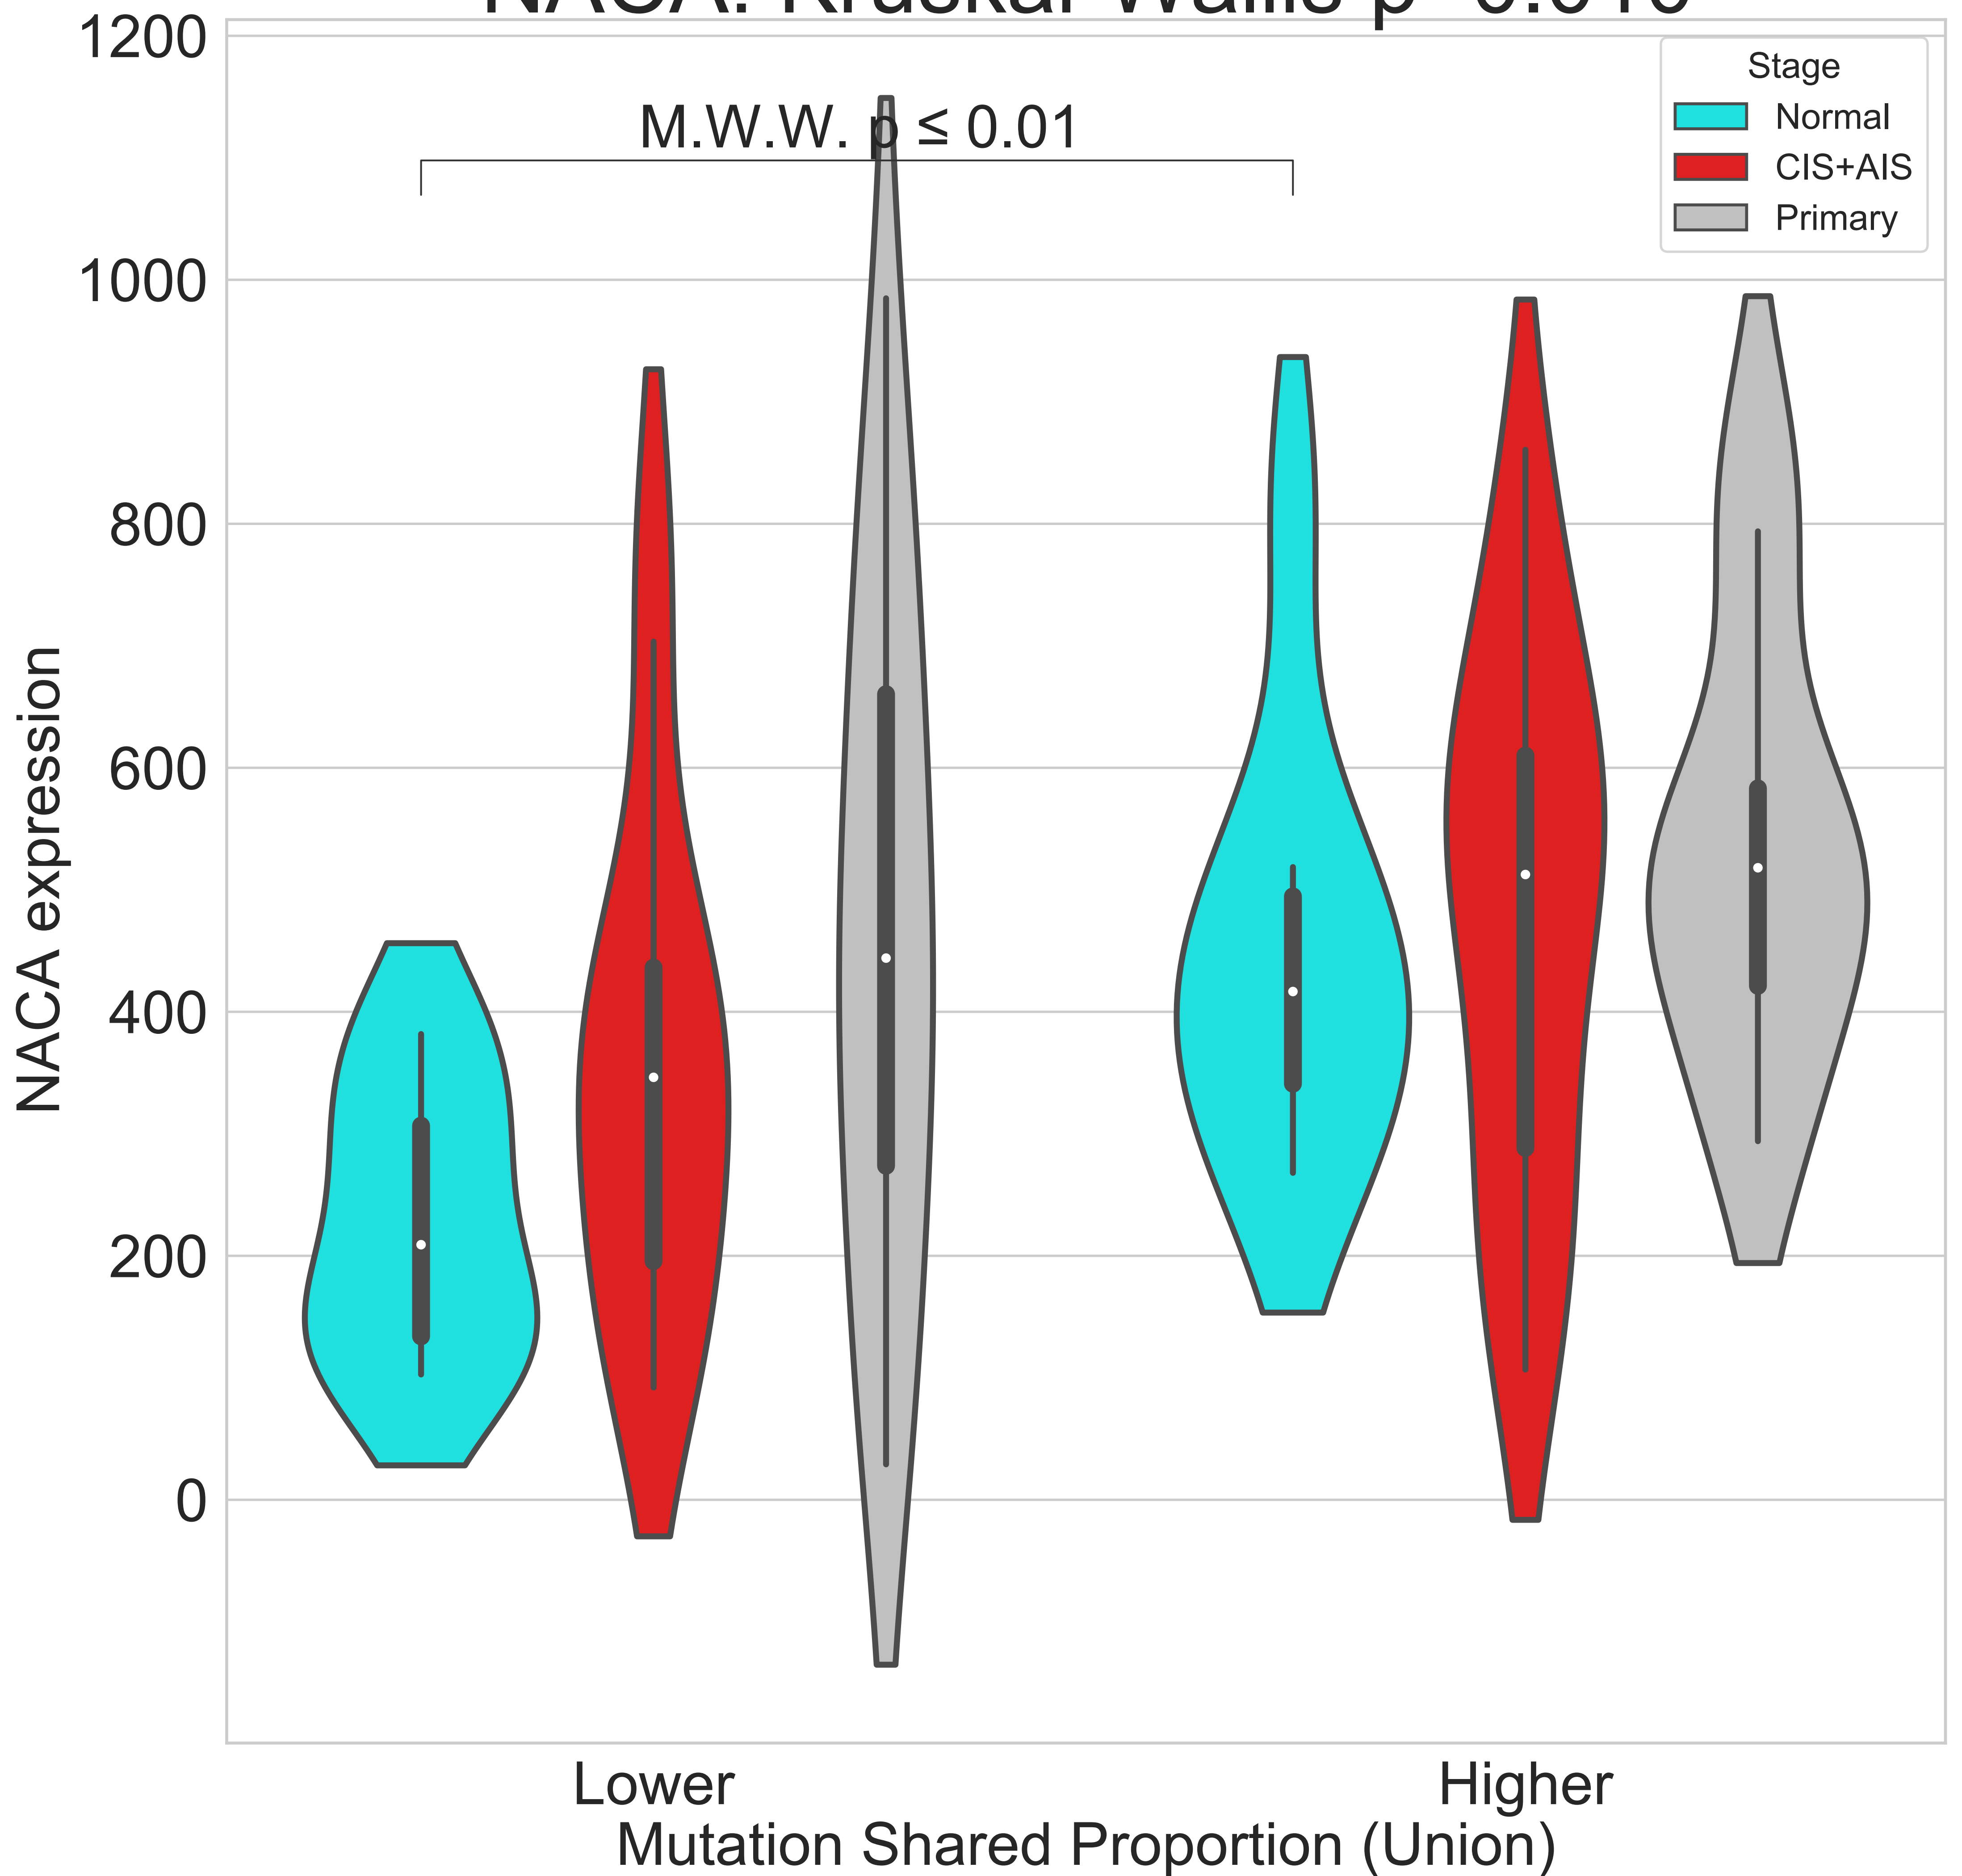 1200
1000
800
600
400
200
0
NACA expression
M.W.W. p ≤ 0.01
Stage
Normal
CIS+AIS
Primary
Lower
Higher
Mutation Shared Proportion (Union)